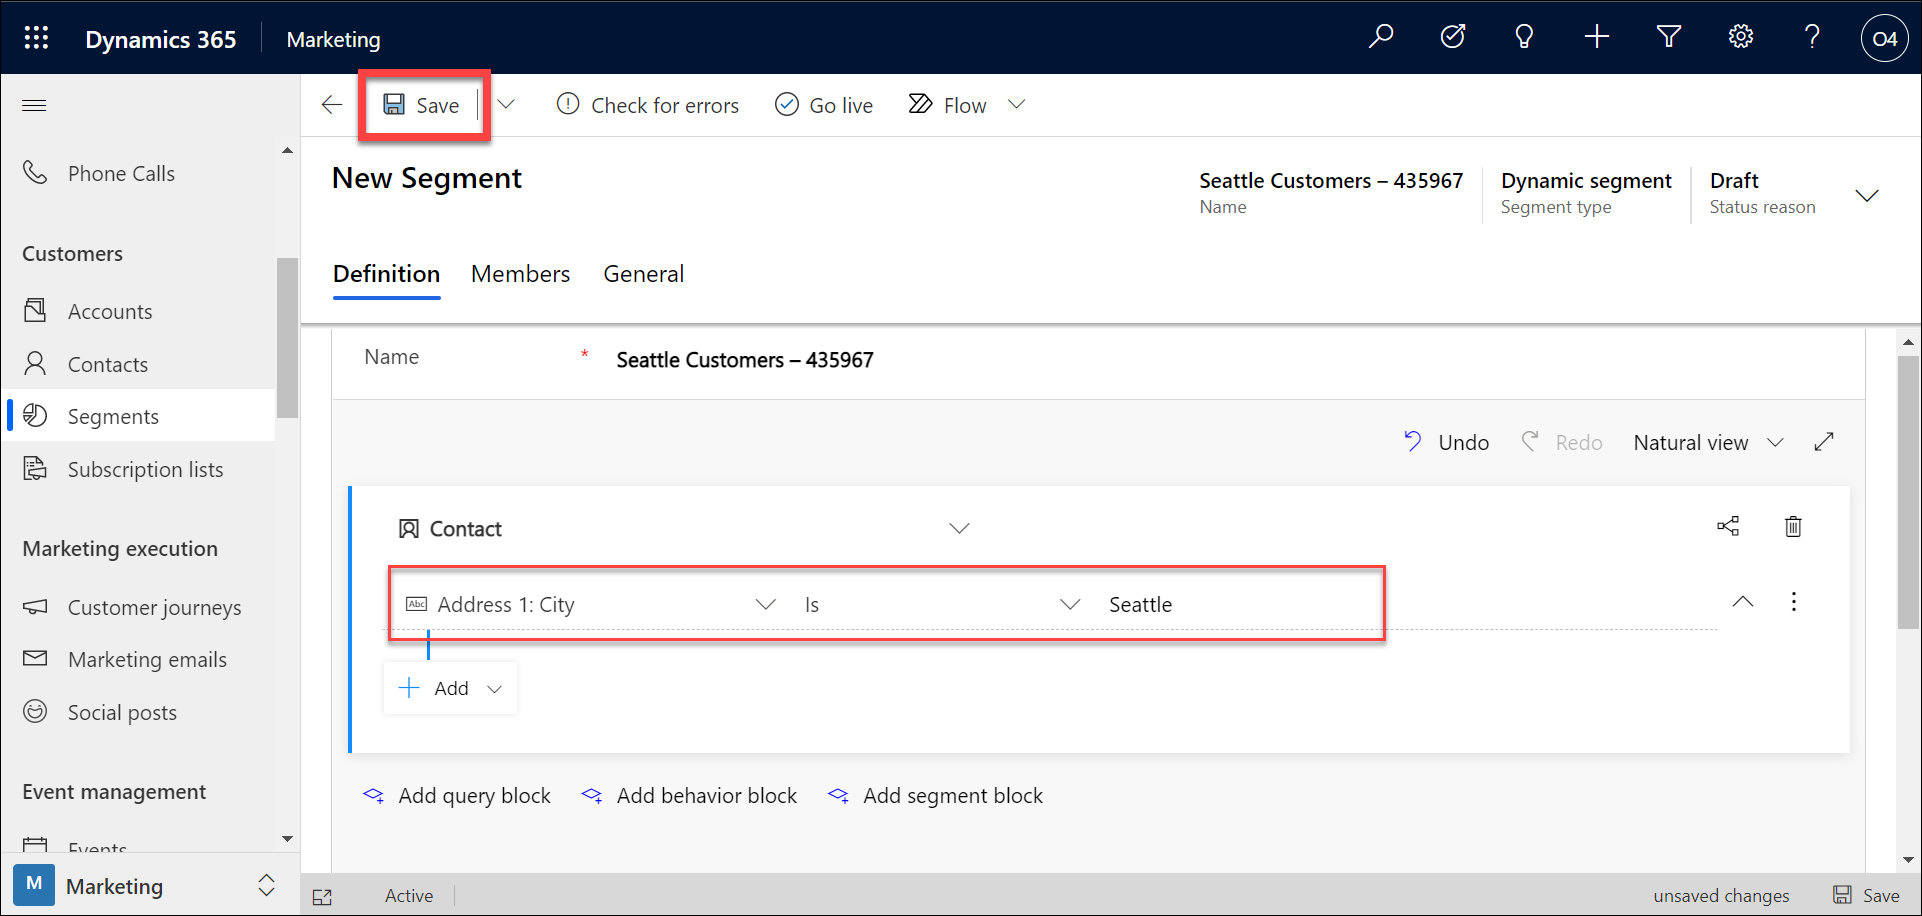 Dynamics 365 Marketing O4
Save Check for errors Go live Flow
Phone Calls
Customers
Accounts
Contacts
Segments
Subscription lists
Marketing execution
Customer journeys
Marketing emails
Social posts
Event management
Events
M Marketing
New Segment
Seattle Customers – 435967 Dynamic segment Draft
Name Segment type Status reason
Definition Members General
Name * Seattle Customers – 435967
Undo Redo Natural view
Contact
Abc Address 1: City Is Seattle
Add
Add query block Add behavior block Add segment block
Active unsaved changes Save